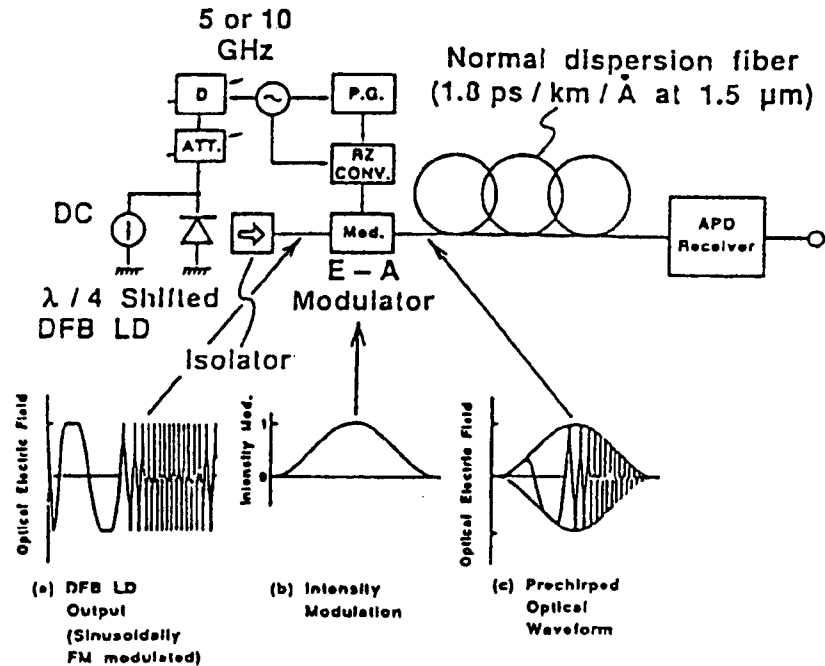 5 or 10
GHz
D
P.G.
ATT.
RZ
CONV.
DC
Mod.
E-A
Modulator
λ/4 Shifted
DFB LD
Isolator
Normal dispersion fiber
(1.8 ps/km/Å at 1.5 μm)
APD
Receiver
Optical Electric Field
Intensity Mod.
1
0
Optical Electric Field
(a) DFB LD
Output
(Sinusoidally
FM modulated)
(b) Intensity
Modulation
(c) Prechirped
Optical
Waveform